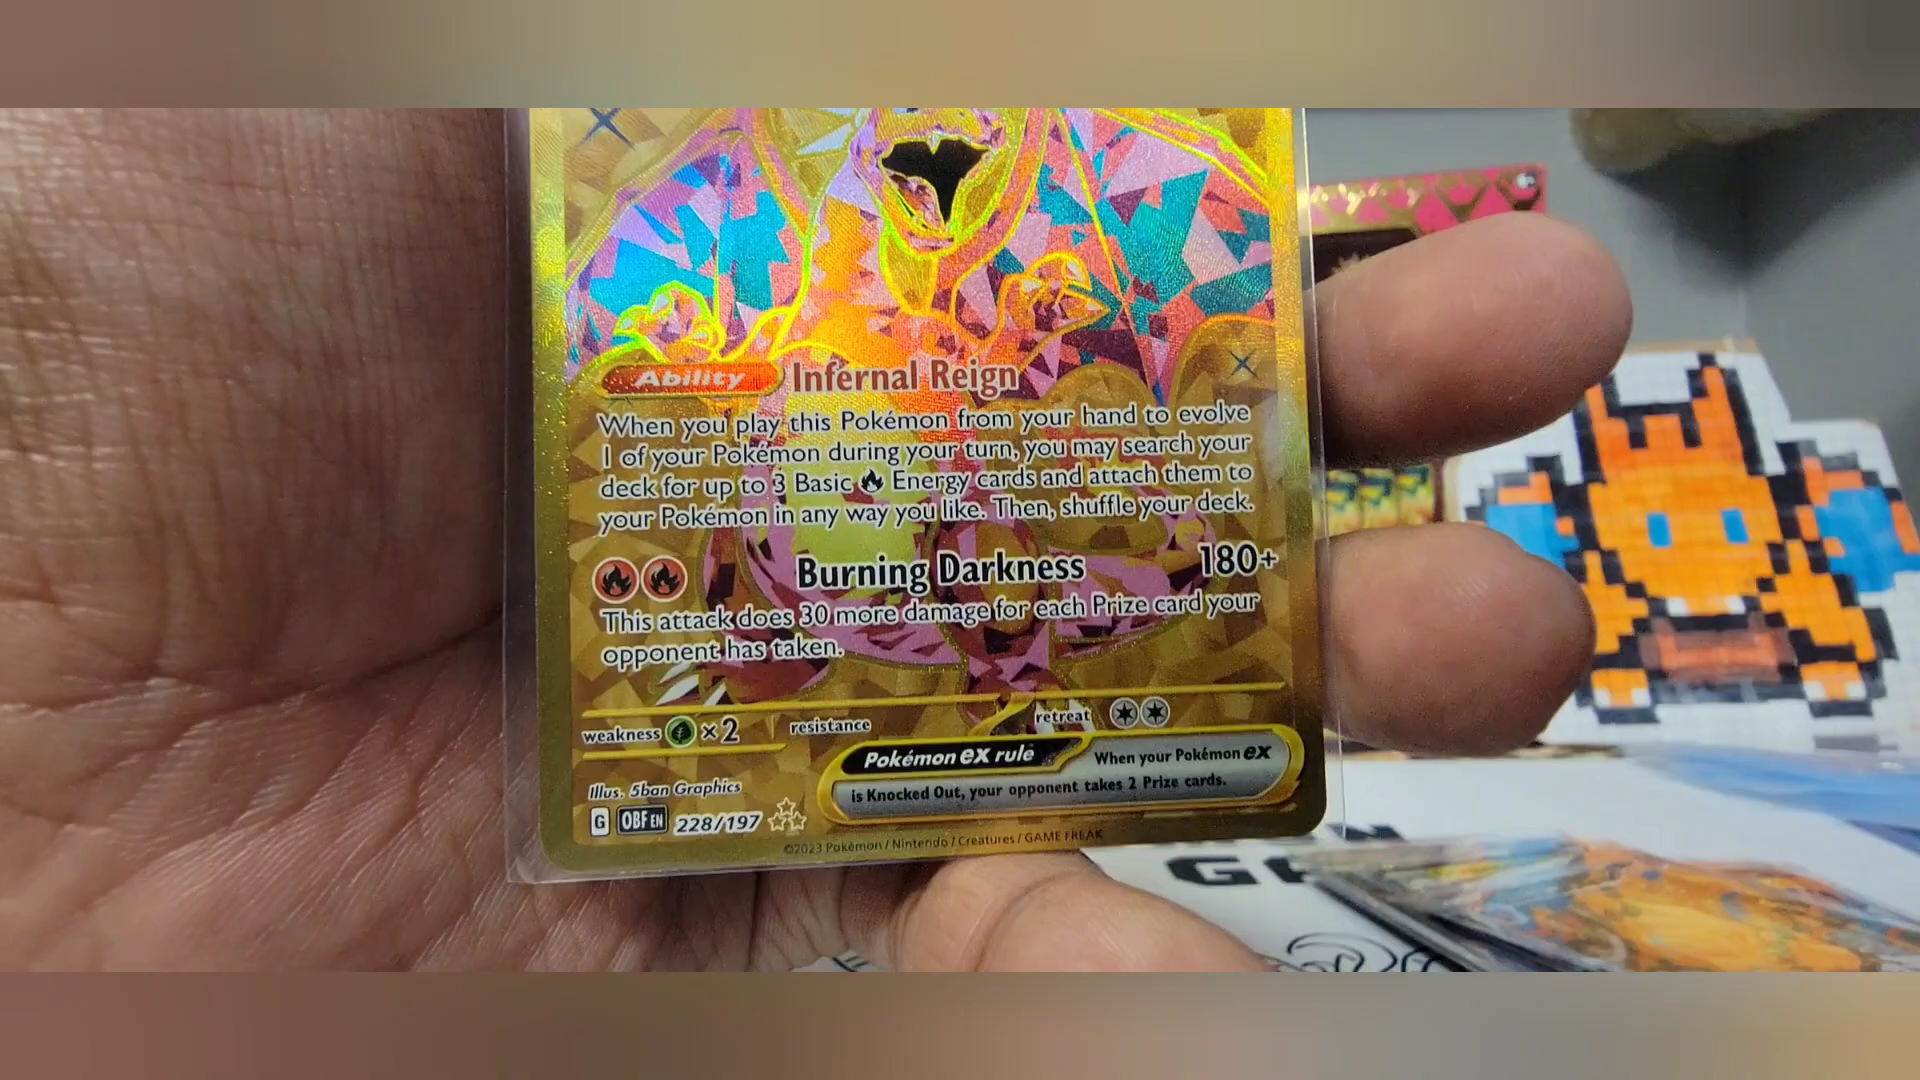 Ability Infernal Reign
When you play this Pokémon from your hand to evolve
1 of your Pokémon during your turn, you may search your
deck for up to 3 Basic Energy cards and attach them to
your Pokémon in any way you like. Then, shuffle your deck.
Burning Darkness 180+
This attack does 30 more damage for each Prize card your
opponent has taken.
weakness ×2 resistance retreat
Pokémon ex rule When your Pokémon ex
is Knocked Out, your opponent takes 2 Prize cards.
Illus. 5ban Graphics
G OBF EN 228/197
©2023 Pokémon / Nintendo / Creatures / GAME FREAK